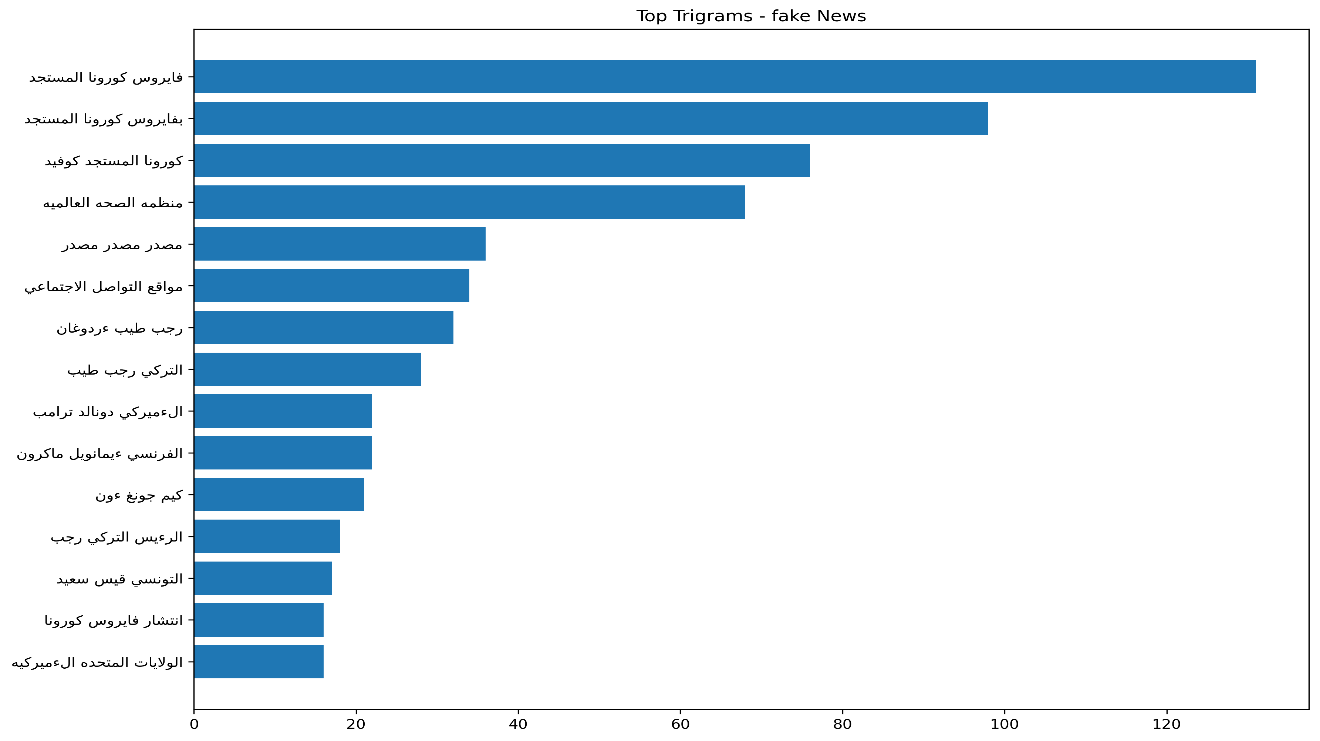 Top Trigrams - fake News
فايروس كورونا المستجد
بفايروس كورونا المستجد
كورونا المستجد كوفيد
منظمه الصحه العالميه
مصدر مصدر مصدر
مواقع التواصل الاجتماعي
رجب طيب ءردوغان
التركي رجب طيب
الءميركي دونالد ترامب
الفرنسي ءيمانويل ماكرون
كيم جونغ ءون
الرءيس التركي رجب
التونسي قيس سعيد
انتشار فايروس كورونا
الولايات المتحده الءميركيه
0 20 40 60 80 100 120